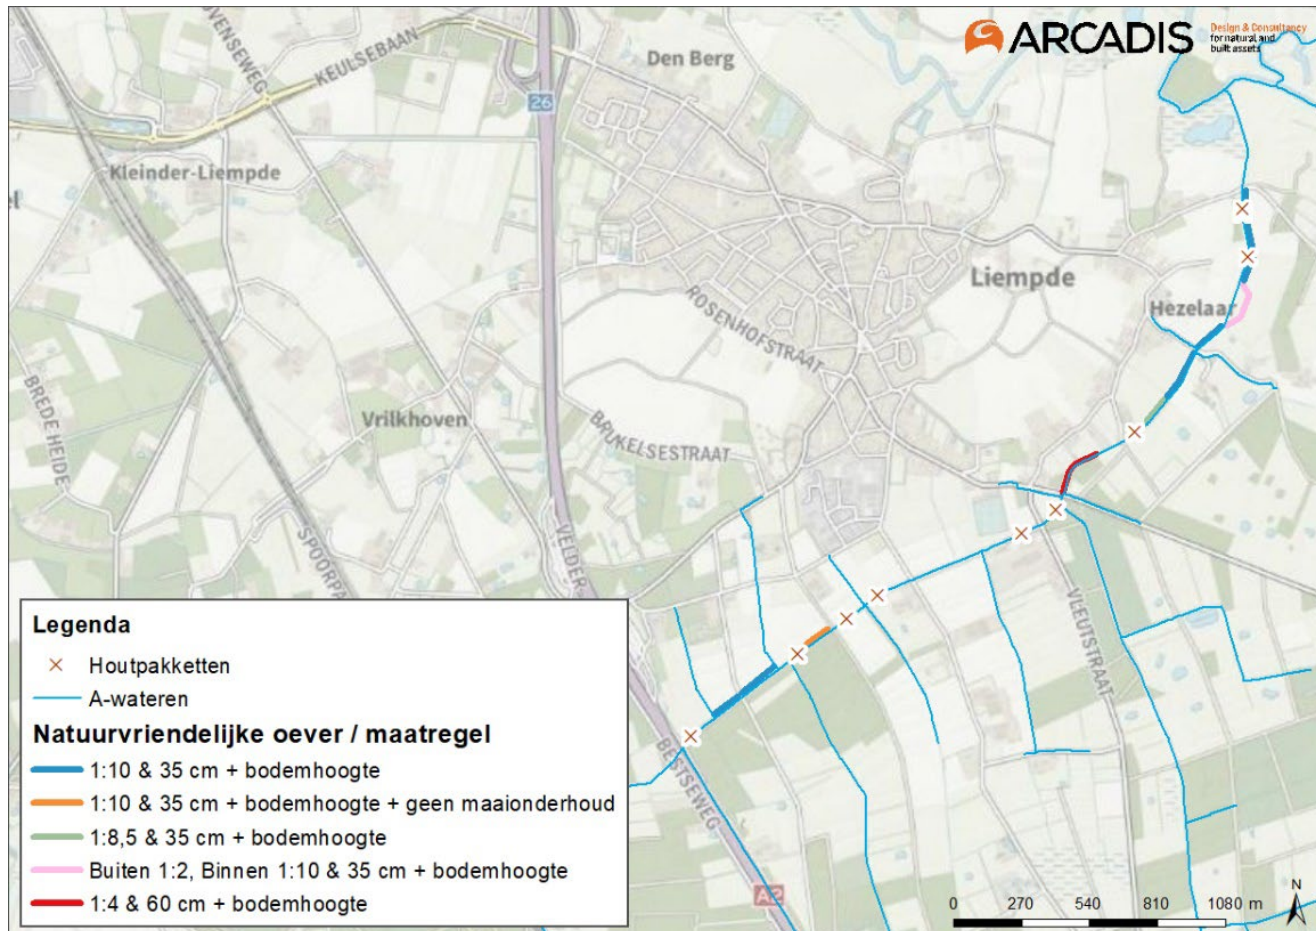 ARCADIS
Design & Consultancy
for natural and
built assets
OVENSEWEG
KEULSEBAAN
Den Berg
26
Kleinder-Liempde
el
Liempde
Hezelaar
ROSENHOFSTRAAT
BREDE HEIDE
Vrilkhoven
BRUKELSESTRAAT
SPOORPA
VELDER
VLEUTSTRAAT
BESTSEWEG
A2
Legenda
Houtpakketten
A-wateren
Natuurvriendelijke oever / maatregel
1:10 & 35 cm + bodemhoogte
1:10 & 35 cm + bodemhoogte + geen maaionderhoud
1:8,5 & 35 cm + bodemhoogte
Buiten 1:2, Binnen 1:10 & 35 cm + bodemhoogte
1:4 & 60 cm + bodemhoogte
0 270 540 810 1080 m
N